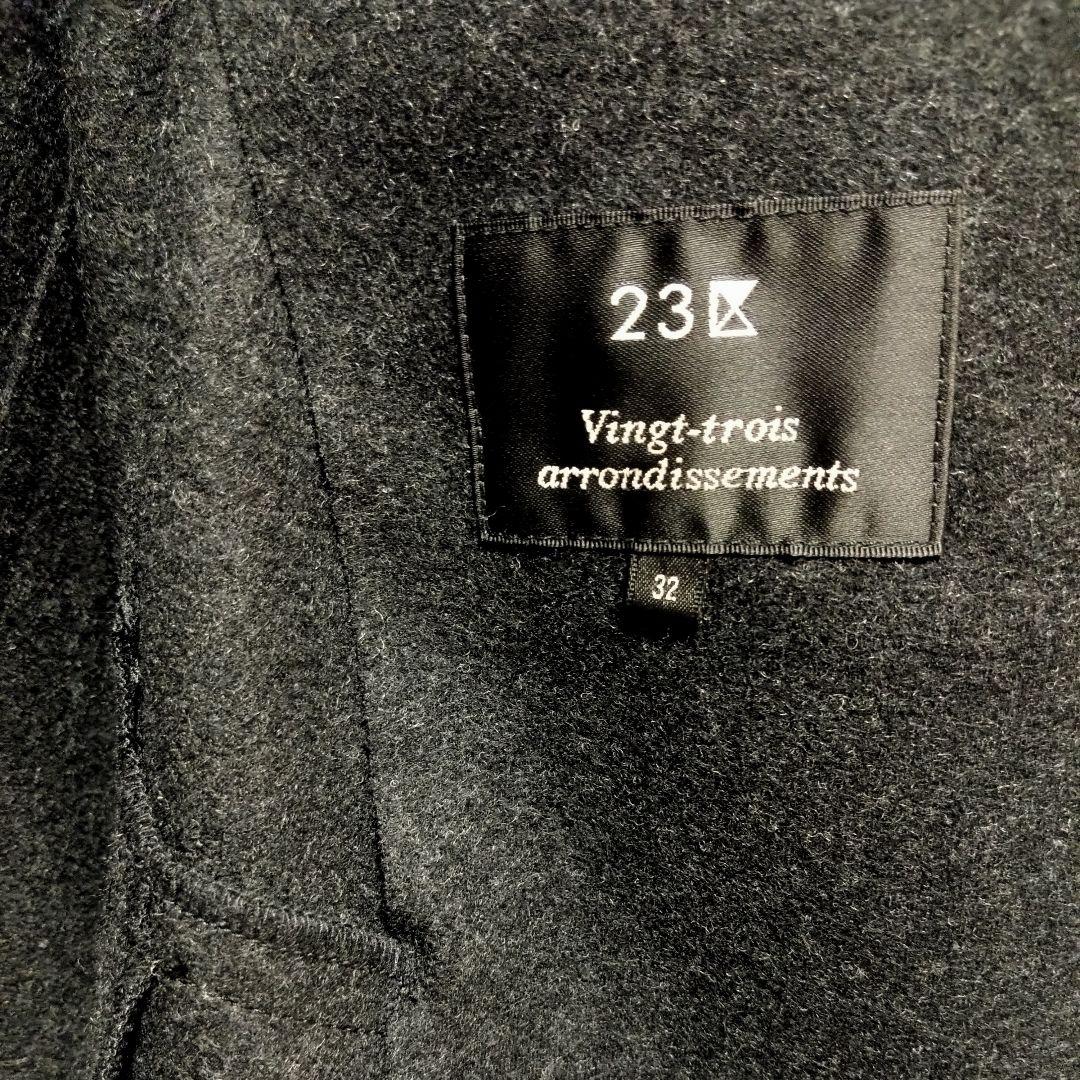 23区
Vingt-trois
arrondissements
32